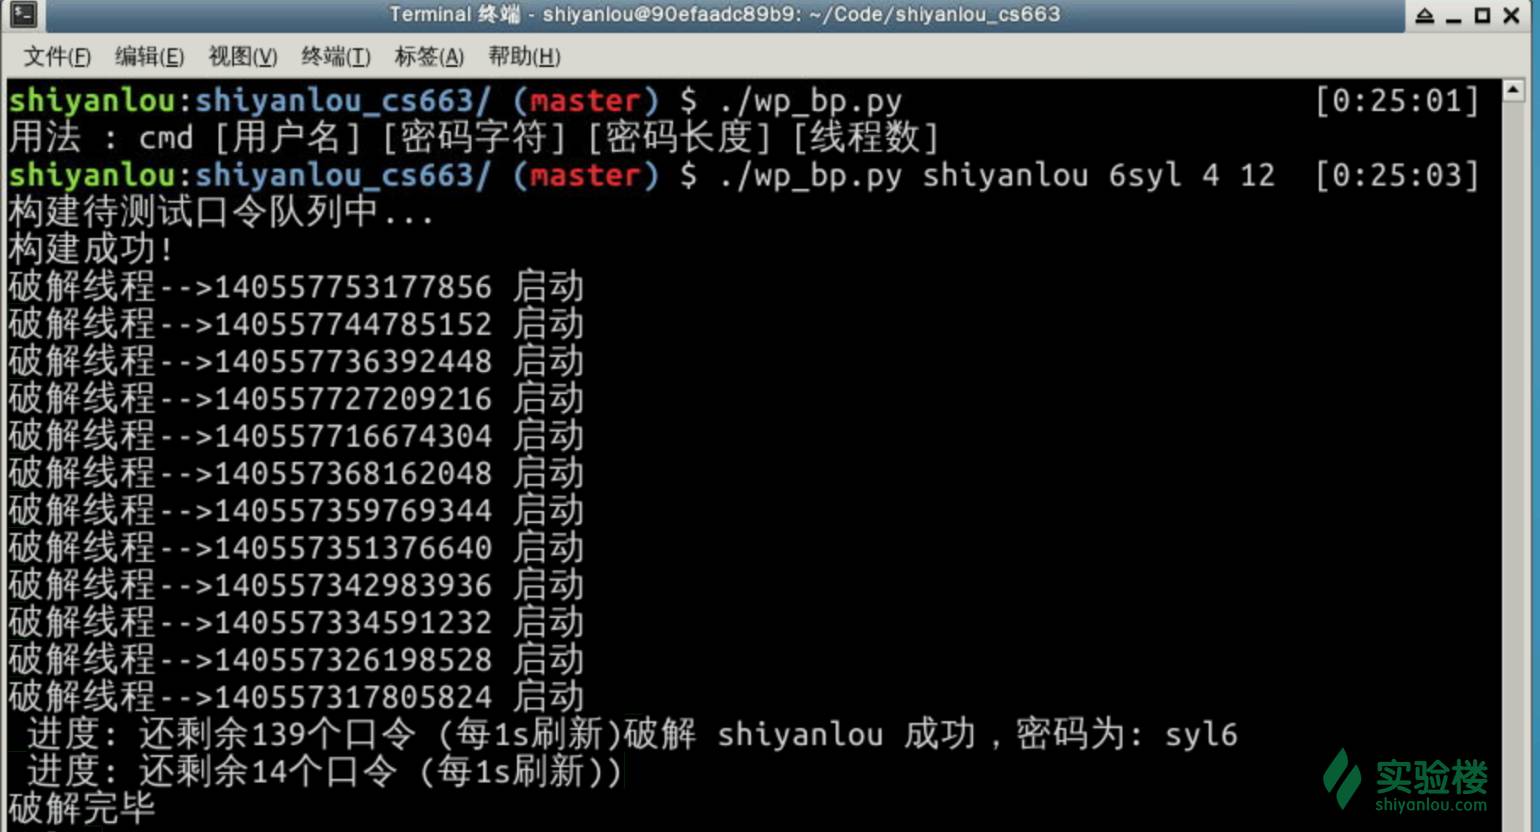 Terminal 终端 - shiyanlou@90efaadc89b9: ~/Code/shiyanlou_cs663
文件(F) 编辑(E) 视图(V) 终端(T) 标签(A) 帮助(H)
shiyanlou:shiyanlou_cs663/ (master) $ ./wp_bp.py [0:25:01]
用法 : cmd [用户名] [密码字符] [密码长度] [线程数]
shiyanlou:shiyanlou_cs663/ (master) $ ./wp_bp.py shiyanlou 6syl 4 12 [0:25:03]
构建待测试口令队列中...
构建成功!
破解线程-->140557753177856 启动
破解线程-->140557744785152 启动
破解线程-->140557736392448 启动
破解线程-->140557727209216 启动
破解线程-->140557716674304 启动
破解线程-->140557368162048 启动
破解线程-->140557359769344 启动
破解线程-->140557351376640 启动
破解线程-->140557342983936 启动
破解线程-->140557334591232 启动
破解线程-->140557326198528 启动
破解线程-->140557317805824 启动
进度: 还剩余139个口令 (每1s刷新)破解 shiyanlou 成功，密码为: syl6
进度: 还剩余14个口令 (每1s刷新))
破解完毕
实验楼
shiyanlou.com